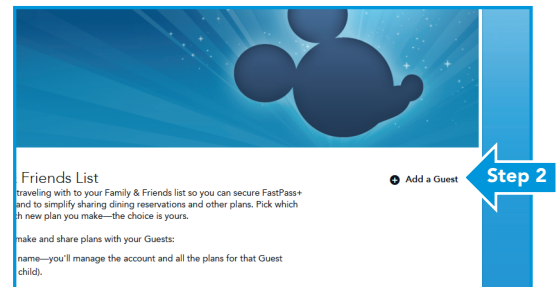 Friends List
Add a Guest
Step 2
traveling with to your Family & Friends list so you can secure FastPass+
and to simplify sharing dining reservations and other plans. Pick which
h new plan you make—the choice is yours.
make and share plans with your Guests:
name—you'll manage the account and all the plans for that Guest
child).